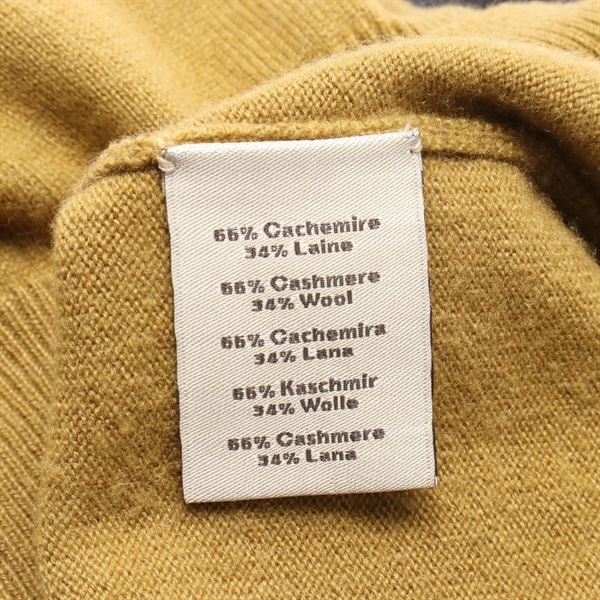 66% Cachemire
34% Laine
66% Cashmere
34% Wool
66% Cachemira
34% Lana
66% Kaschmir
34% Wolle
66% Cashmere
34% Lana